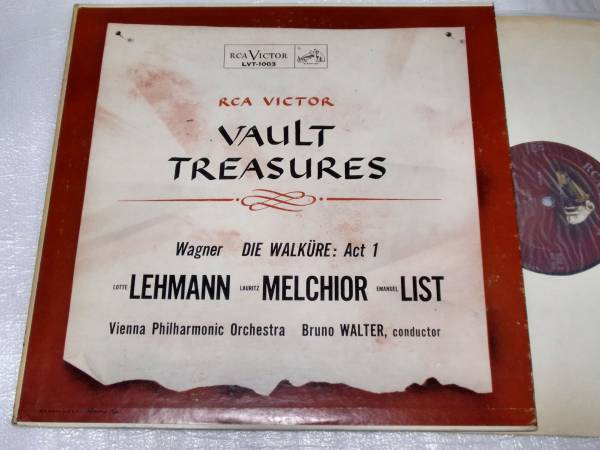 RCA VICTOR
LVT-1003
RCA VICTOR
VAULT
TREASURES
Wagner DIE WALKÜRE: Act 1
LOTTE LEHMANN LAURITZ MELCHIOR EMANUEL LIST
Vienna Philharmonic Orchestra Bruno WALTER, conductor